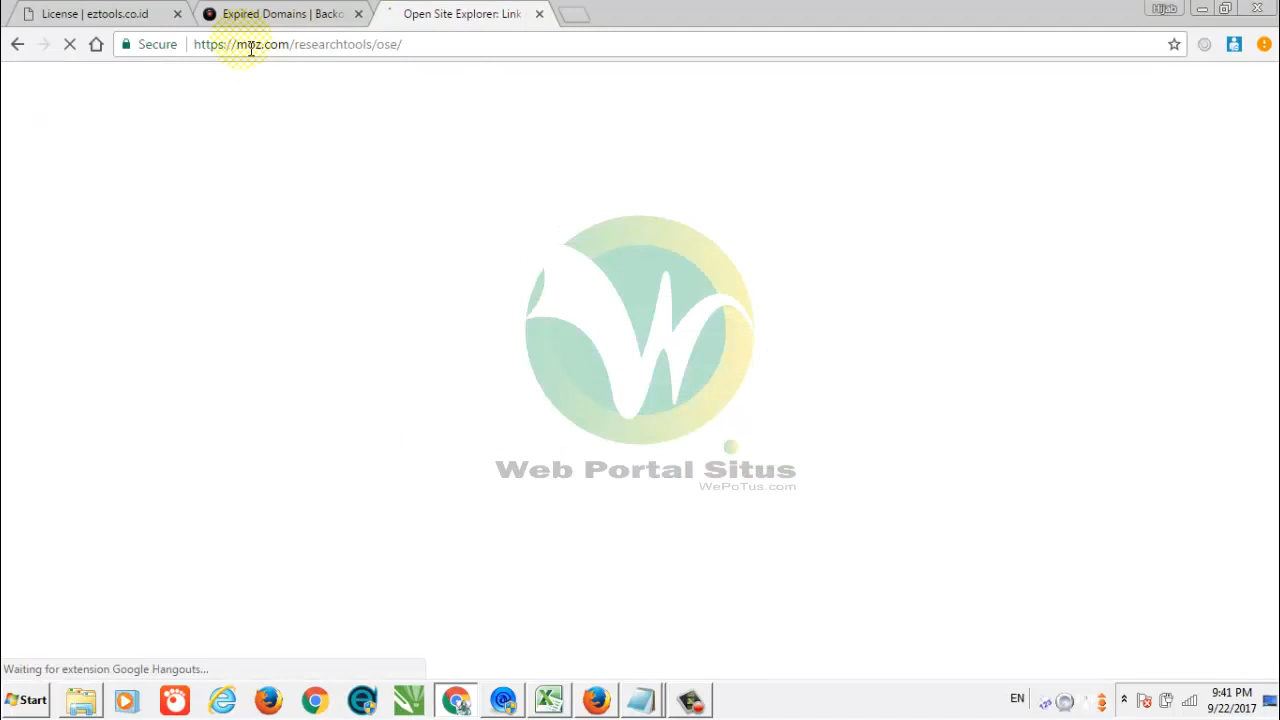 License | eztools.co.id
Expired Domains | Backo
Open Site Explorer: Link
Hijab
Secure
https://moz.com/researchtools/ose/
Web Portal Situs
WePoTus.com
Waiting for extension Google Hangouts...
Start
EN
9:41 PM
9/22/2017